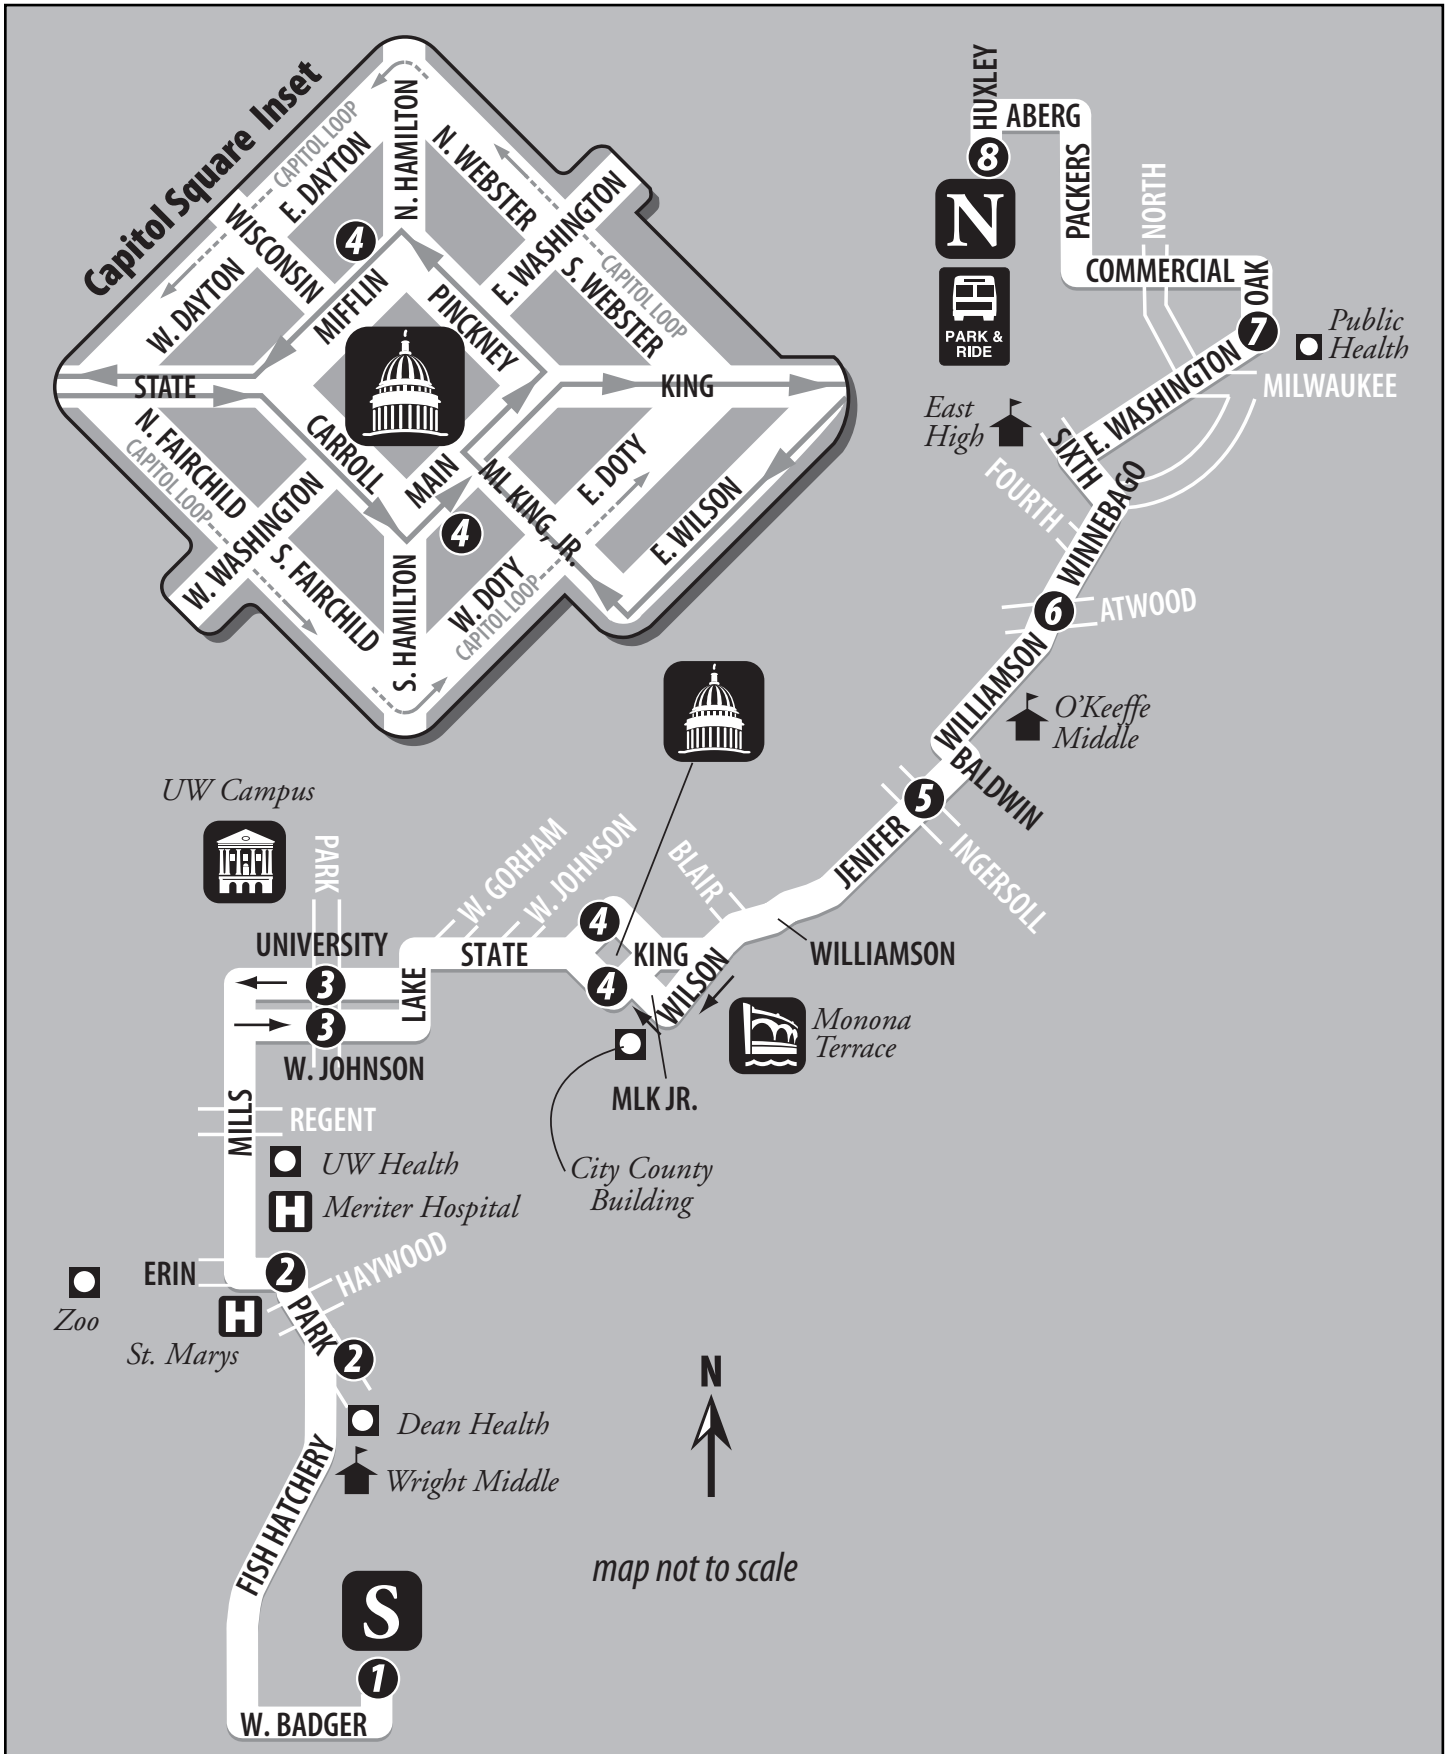 Capitol Square Inset
CAPITOL LOOP
E. DAYTON
N. HAMILTON
N. WEBSTER
E. WASHINGTON
WISCONSIN
4
W. DAYTON
MIFFLIN
PINCKNEY
CAPITOL LOOP
S. WEBSTER
STATE
KING
N. FAIRCHILD
CAPITOL LOOP
CARROLL
MAIN
ML KING, JR.
E. DOTY
E. WILSON
4
W. WASHINGTON
S. FAIRCHILD
S. HAMILTON
W. DOTY
CAPITOL LOOP
HUXLEY
ABERG
8
N
PARK &
RIDE
PACKERS
NORTH
COMMERCIAL
OAK
7
Public
Health
E. WASHINGTON
MILWAUKEE
East
High
SIXTH
FOURTH
WINNEBAGO
6
ATWOOD
WILLIAMSON
O'Keeffe
Middle
BALDWIN
5
INGERSOLL
JENIFER
UW Campus
PARK
W. GORHAM
W. JOHNSON
BLAIR
UNIVERSITY
STATE
4
KING
WILLIAMSON
3
LAKE
4
WILSON
3
W. JOHNSON
Monona
Terrace
MLK JR.
MILLS
REGENT
UW Health
City County
Building
H
Meriter Hospital
ERIN
2
HAYWOOD
Zoo
H
St. Marys
PARK
2
Dean Health
Wright Middle
FISH HATCHERY
N
map not to scale
S
1
W. BADGER